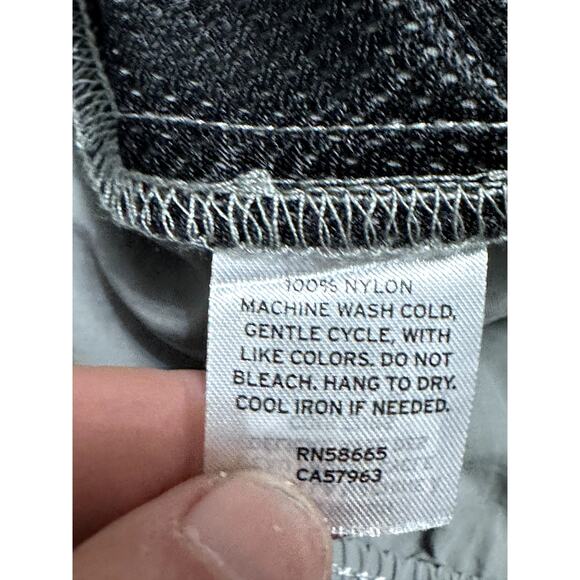 100% NYLON
MACHINE WASH COLD,
GENTLE CYCLE, WITH
LIKE COLORS. DO NOT
BLEACH. HANG TO DRY.
COOL IRON IF NEEDED.
RN58665
CA57963